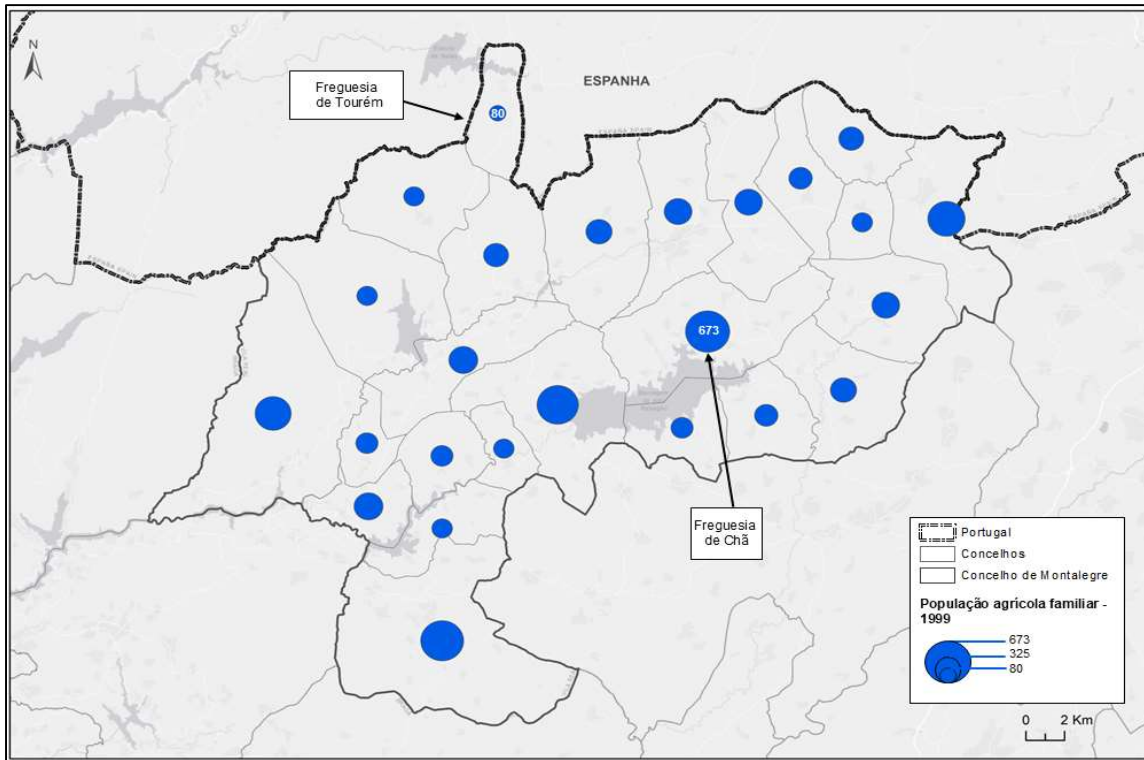 N
Freguesia
de Tourém
ESPANHA
80
673
Freguesia
de Chã
Portugal
Concelhos
Concelho de Montalegre
População agrícola familiar -
1999
673
325
80
0 2 Km